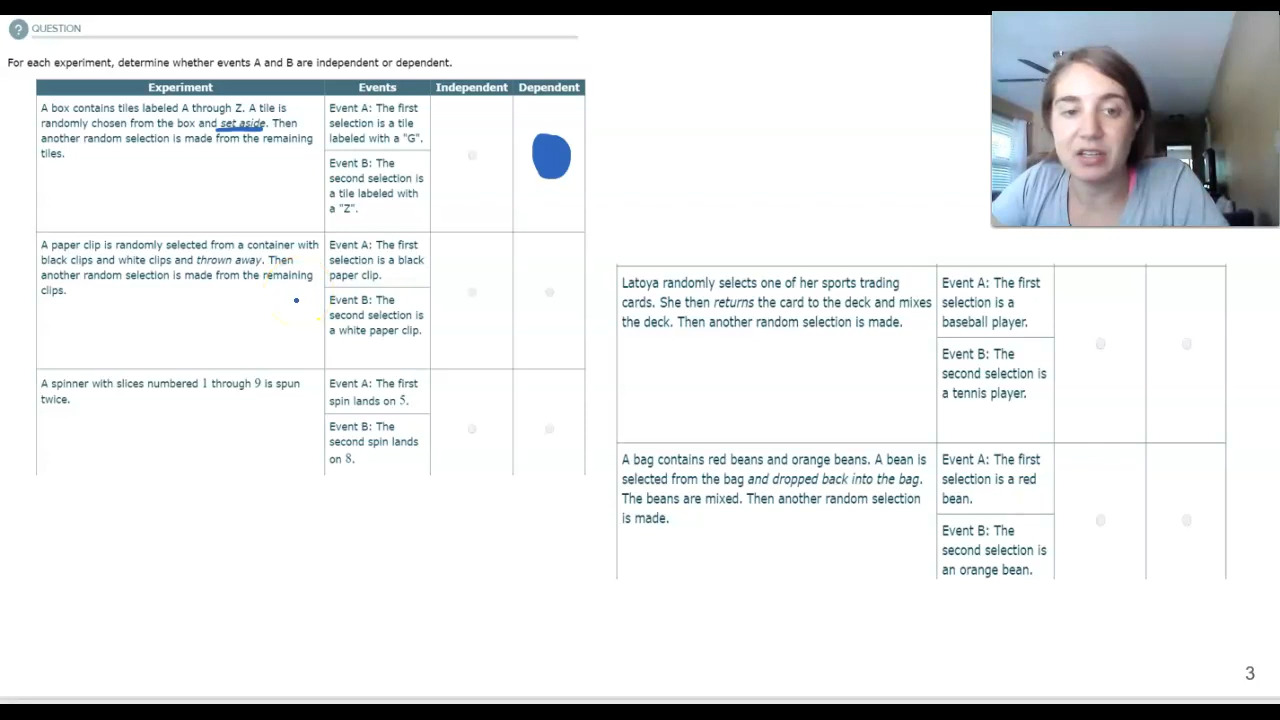 ? QUESTION
For each experiment, determine whether events A and B are independent or dependent.
Experiment Events Independent Dependent
A box contains tiles labeled A through Z. A tile is
randomly chosen from the box and set aside. Then
another random selection is made from the remaining
tiles.
Event A: The first
selection is a tile
labeled with a "G".
Event B: The
second selection is
a tile labeled with
a "Z".
A paper clip is randomly selected from a container with
black clips and white clips and thrown away. Then
another random selection is made from the remaining
clips.
Event A: The first
selection is a black
paper clip.
Event B: The
second selection is
a white paper clip.
A spinner with slices numbered 1 through 9 is spun
twice.
Event A: The first
spin lands on 5.
Event B: The
second spin lands
on 8.
Latoya randomly selects one of her sports trading
cards. She then returns the card to the deck and mixes
the deck. Then another random selection is made.
Event A: The first
selection is a
baseball player.
Event B: The
second selection is
a tennis player.
A bag contains red beans and orange beans. A bean is
selected from the bag and dropped back into the bag.
The beans are mixed. Then another random selection
is made.
Event A: The first
selection is a red
bean.
Event B: The
second selection is
an orange bean.
3